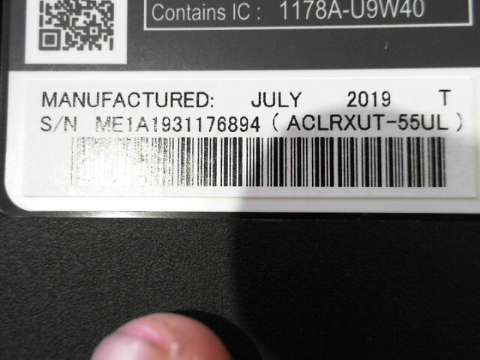 Contains IC : 1178A-U9W40
MANUFACTURED: JULY 2019 T
S/N ME1A1931176894 (ACLRXUT-55UL)